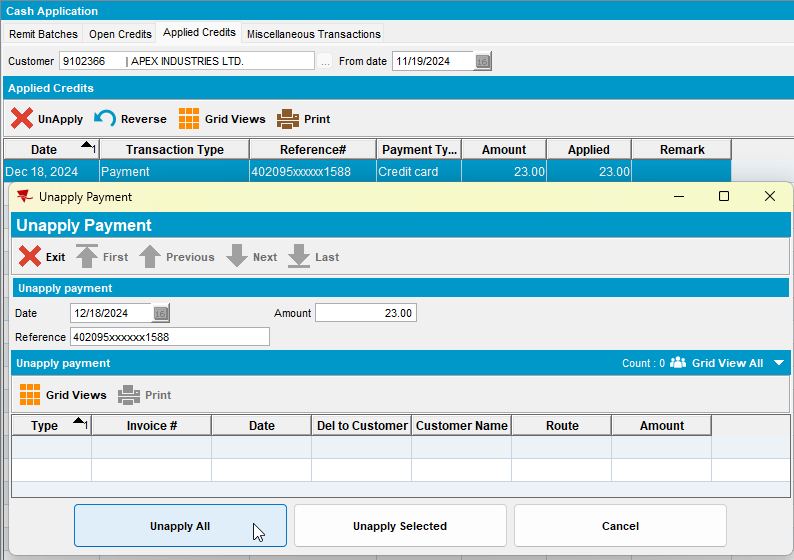 Cash Application
Remit Batches Open Credits Applied Credits Miscellaneous Transactions
Customer 9102366 | APEX INDUSTRIES LTD. ... From date 11/19/2024 16
Applied Credits
UnApply Reverse Grid Views Print
Date 1 Transaction Type Reference# Payment Ty... Amount Applied Remark
Dec 18, 2024 Payment 402095xxxxxx1588 Credit card 23.00 23.00
Unapply Payment
Unapply Payment
Exit First Previous Next Last
Unapply payment
Date 12/18/2024 16 Amount 23.00
Reference 402095xxxxxx1588
Unapply payment Count : 0 Grid View All
Grid Views Print
Type 1 Invoice # Date Del to Customer Customer Name Route Amount
Unapply All Unapply Selected Cancel